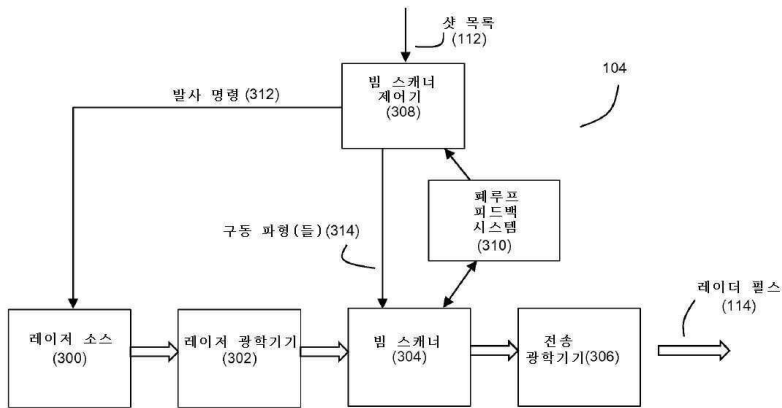 샷 목록
(112)
빔 스캐너
제어기
(308)
104
발사 명령(312)
폐루프
피드백
시스템
(310)
구동 파형(들)(314)
레이더 펄스
(114)
레이저 소스
(300)
레이저 광학기기
(302)
빔 스캐너
(304)
전송
광학기기(306)